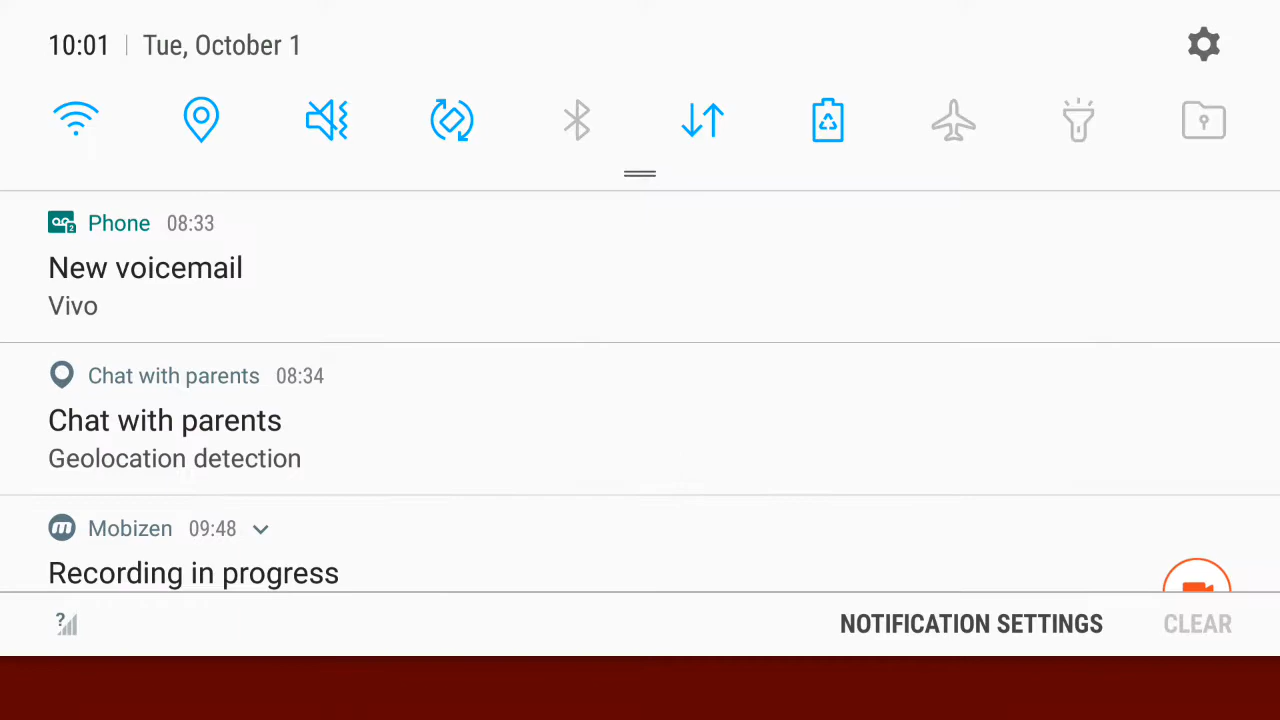 10:01 | Tue, October 1
Phone 08:33
New voicemail
Vivo
Chat with parents 08:34
Chat with parents
Geolocation detection
Mobizen 09:48
Recording in progress
? NOTIFICATION SETTINGS CLEAR